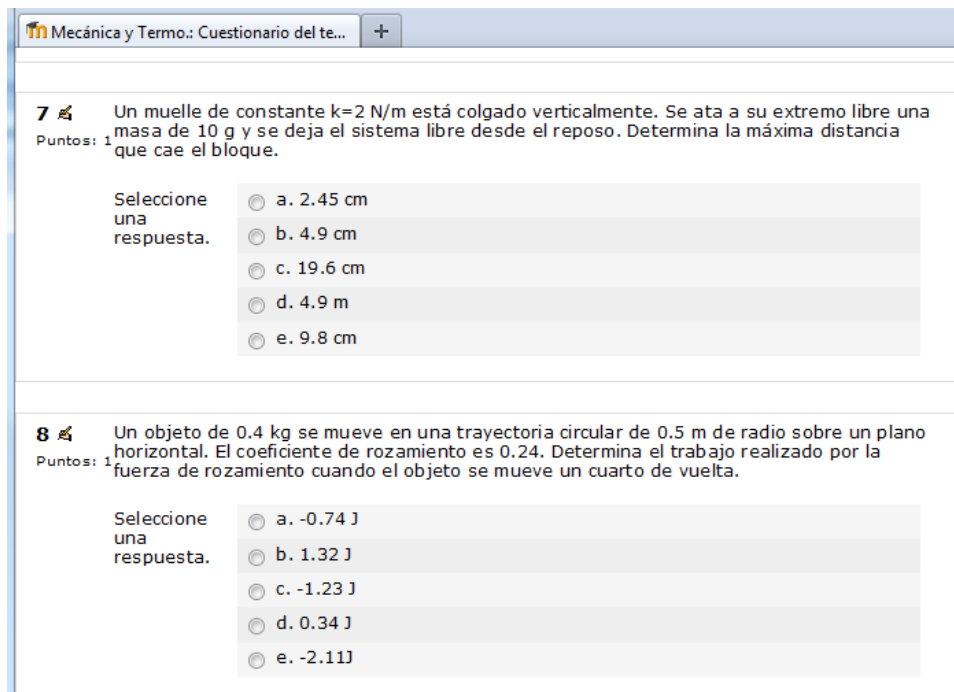 Mecánica y Termo.: Cuestionario del te...
7
Un muelle de constante k=2 N/m está colgado verticalmente. Se ata a su extremo libre una
Puntos: 1
masa de 10 g y se deja el sistema libre desde el reposo. Determina la máxima distancia
que cae el bloque.
Seleccione
una
respuesta.
a. 2.45 cm
b. 4.9 cm
c. 19.6 cm
d. 4.9 m
e. 9.8 cm
8
Un objeto de 0.4 kg se mueve en una trayectoria circular de 0.5 m de radio sobre un plano
Puntos: 1
horizontal. El coeficiente de rozamiento es 0.24. Determina el trabajo realizado por la
fuerza de rozamiento cuando el objeto se mueve un cuarto de vuelta.
Seleccione
una
respuesta.
a. -0.74 J
b. 1.32 J
c. -1.23 J
d. 0.34 J
e. -2.11J